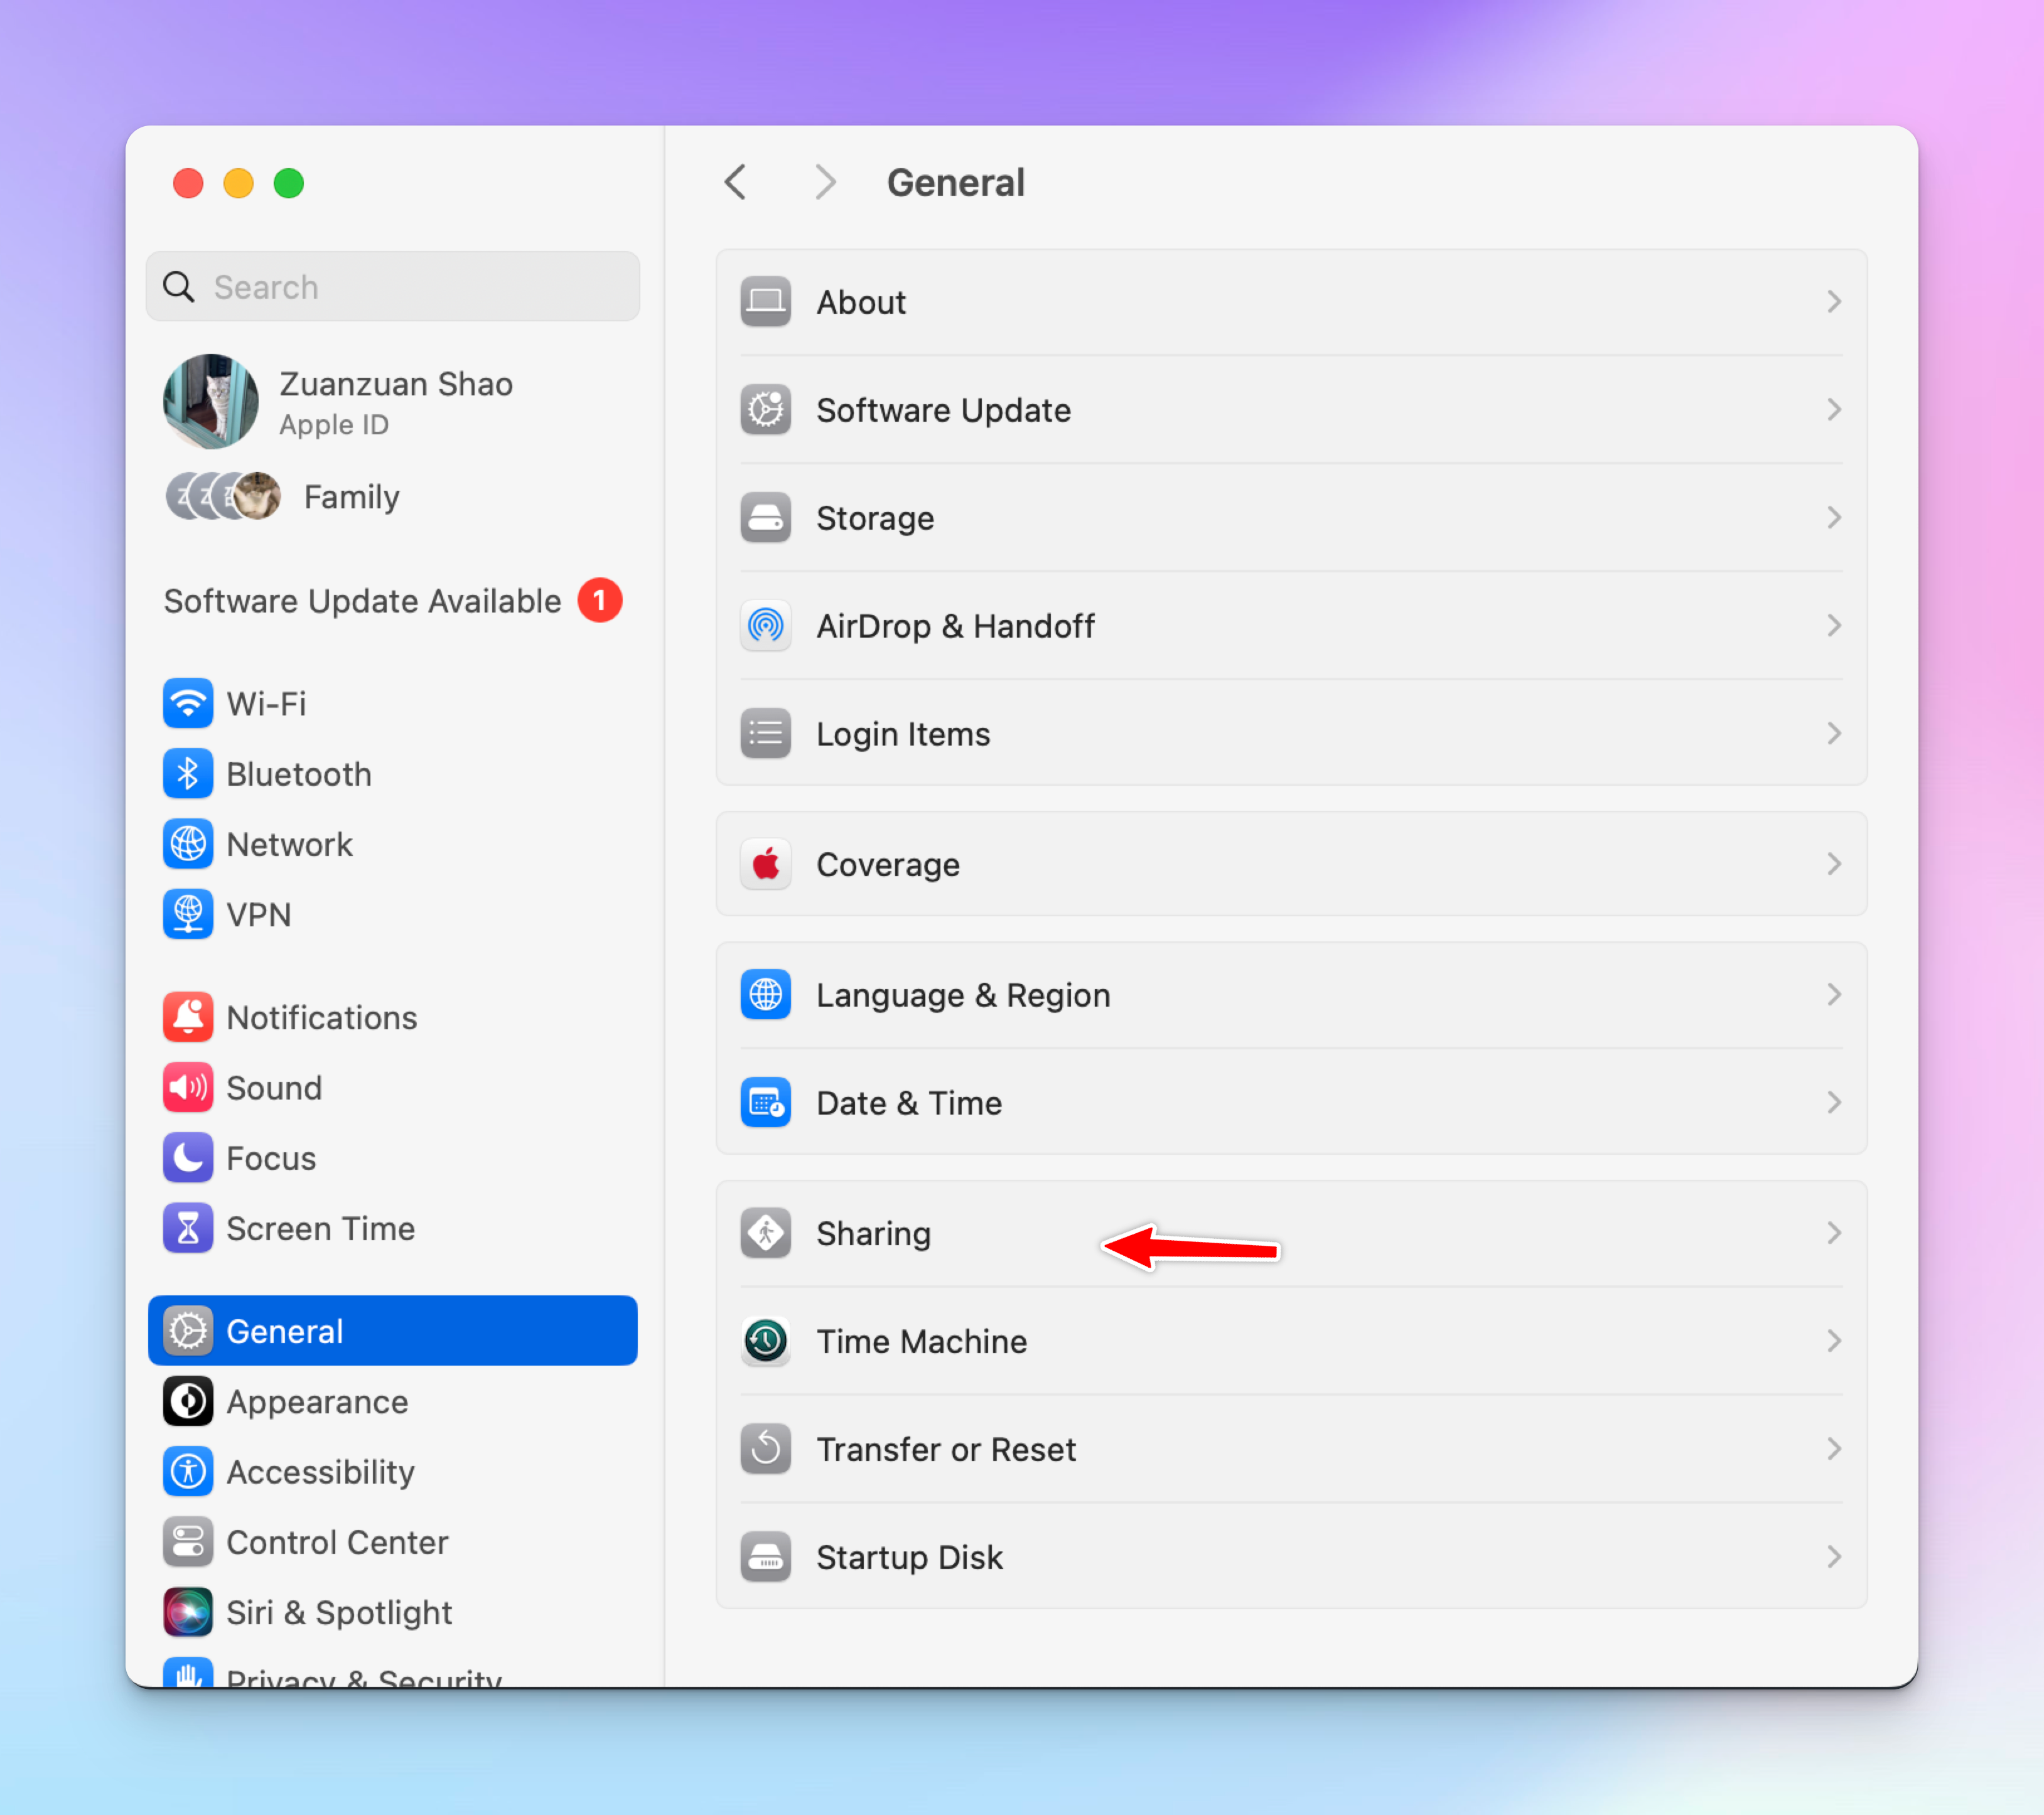 General
Search
Zuanzuan Shao
Apple ID
Family
Software Update Available 1
Wi-Fi
Bluetooth
Network
VPN
Notifications
Sound
Focus
Screen Time
General
Appearance
Accessibility
Control Center
Siri & Spotlight
Privacy & Security
About
Software Update
Storage
AirDrop & Handoff
Login Items
Coverage
Language & Region
Date & Time
Sharing
Time Machine
Transfer or Reset
Startup Disk